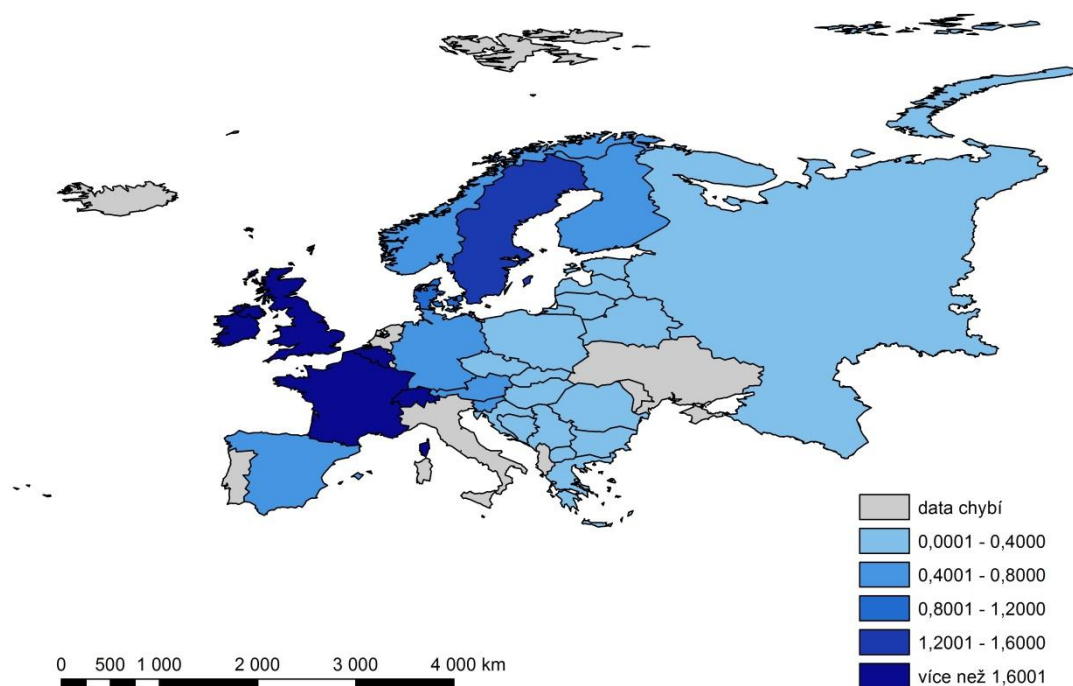 data chybí
0,0001 - 0,4000
0,4001 - 0,8000
0,8001 - 1,2000
1,2001 - 1,6000
více než 1,6001
0 500 1 000 2 000 3 000 4 000 km